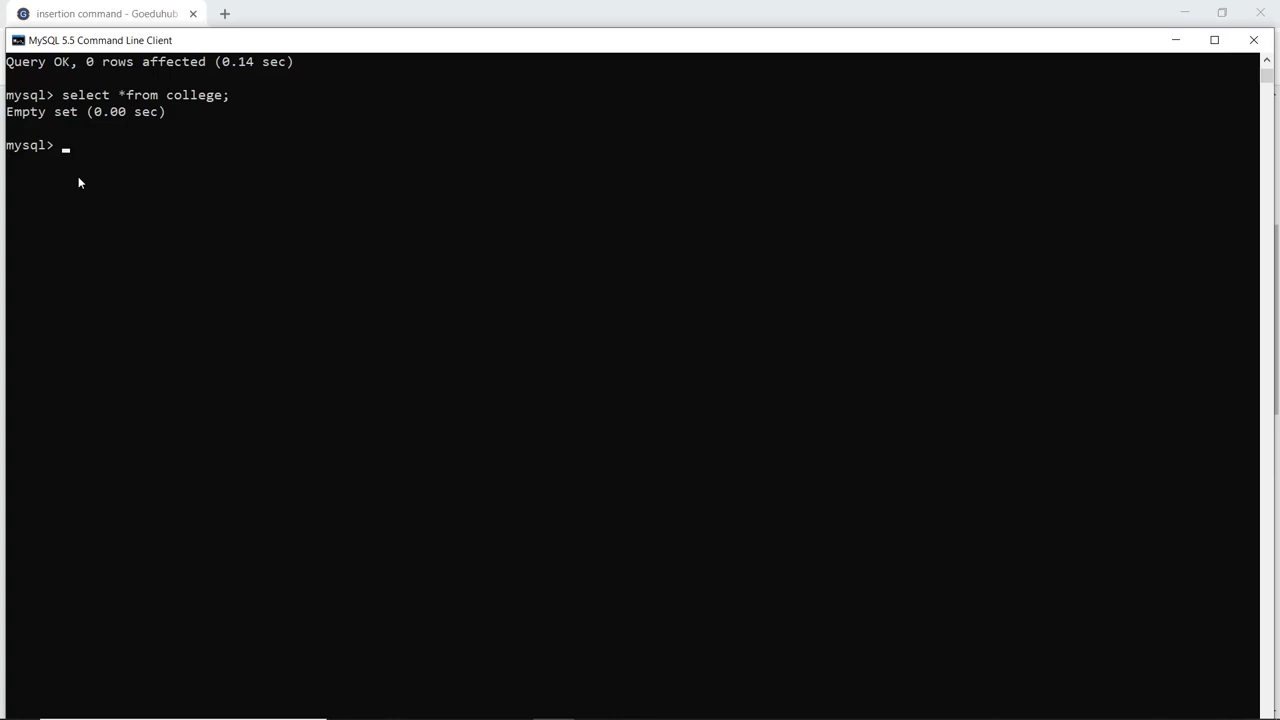 insertion command - Goeduhub
MySQL 5.5 Command Line Client
Query OK, 0 rows affected (0.14 sec)
mysql> select *from college;
Empty set (0.00 sec)
mysql>